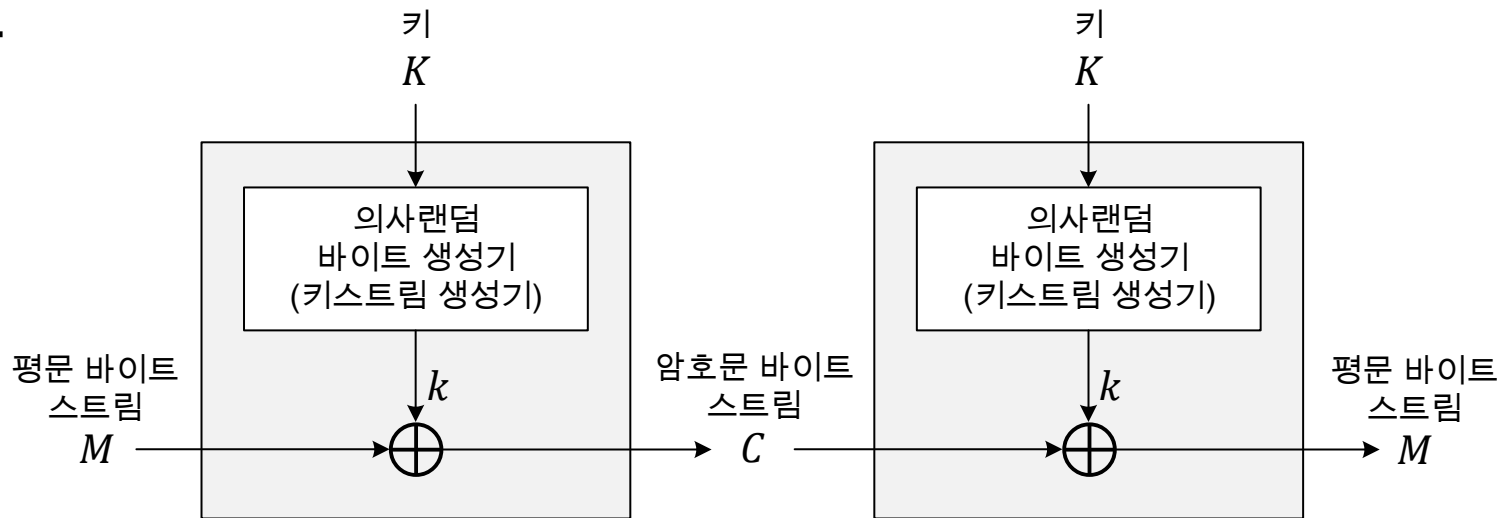 키
K
의사랜덤
바이트 생성기
(키스트림 생성기)
평문 바이트
스트림
M
k
암호문 바이트
스트림
C
키
K
의사랜덤
바이트 생성기
(키스트림 생성기)
k
평문 바이트
스트림
M